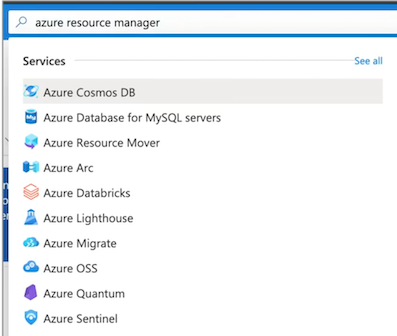 azure resource manager
Services
See all
Azure Cosmos DB
Azure Database for MySQL servers
Azure Resource Mover
Azure Arc
Azure Databricks
Azure Lighthouse
Azure Migrate
Azure OSS
Azure Quantum
Azure Sentinel